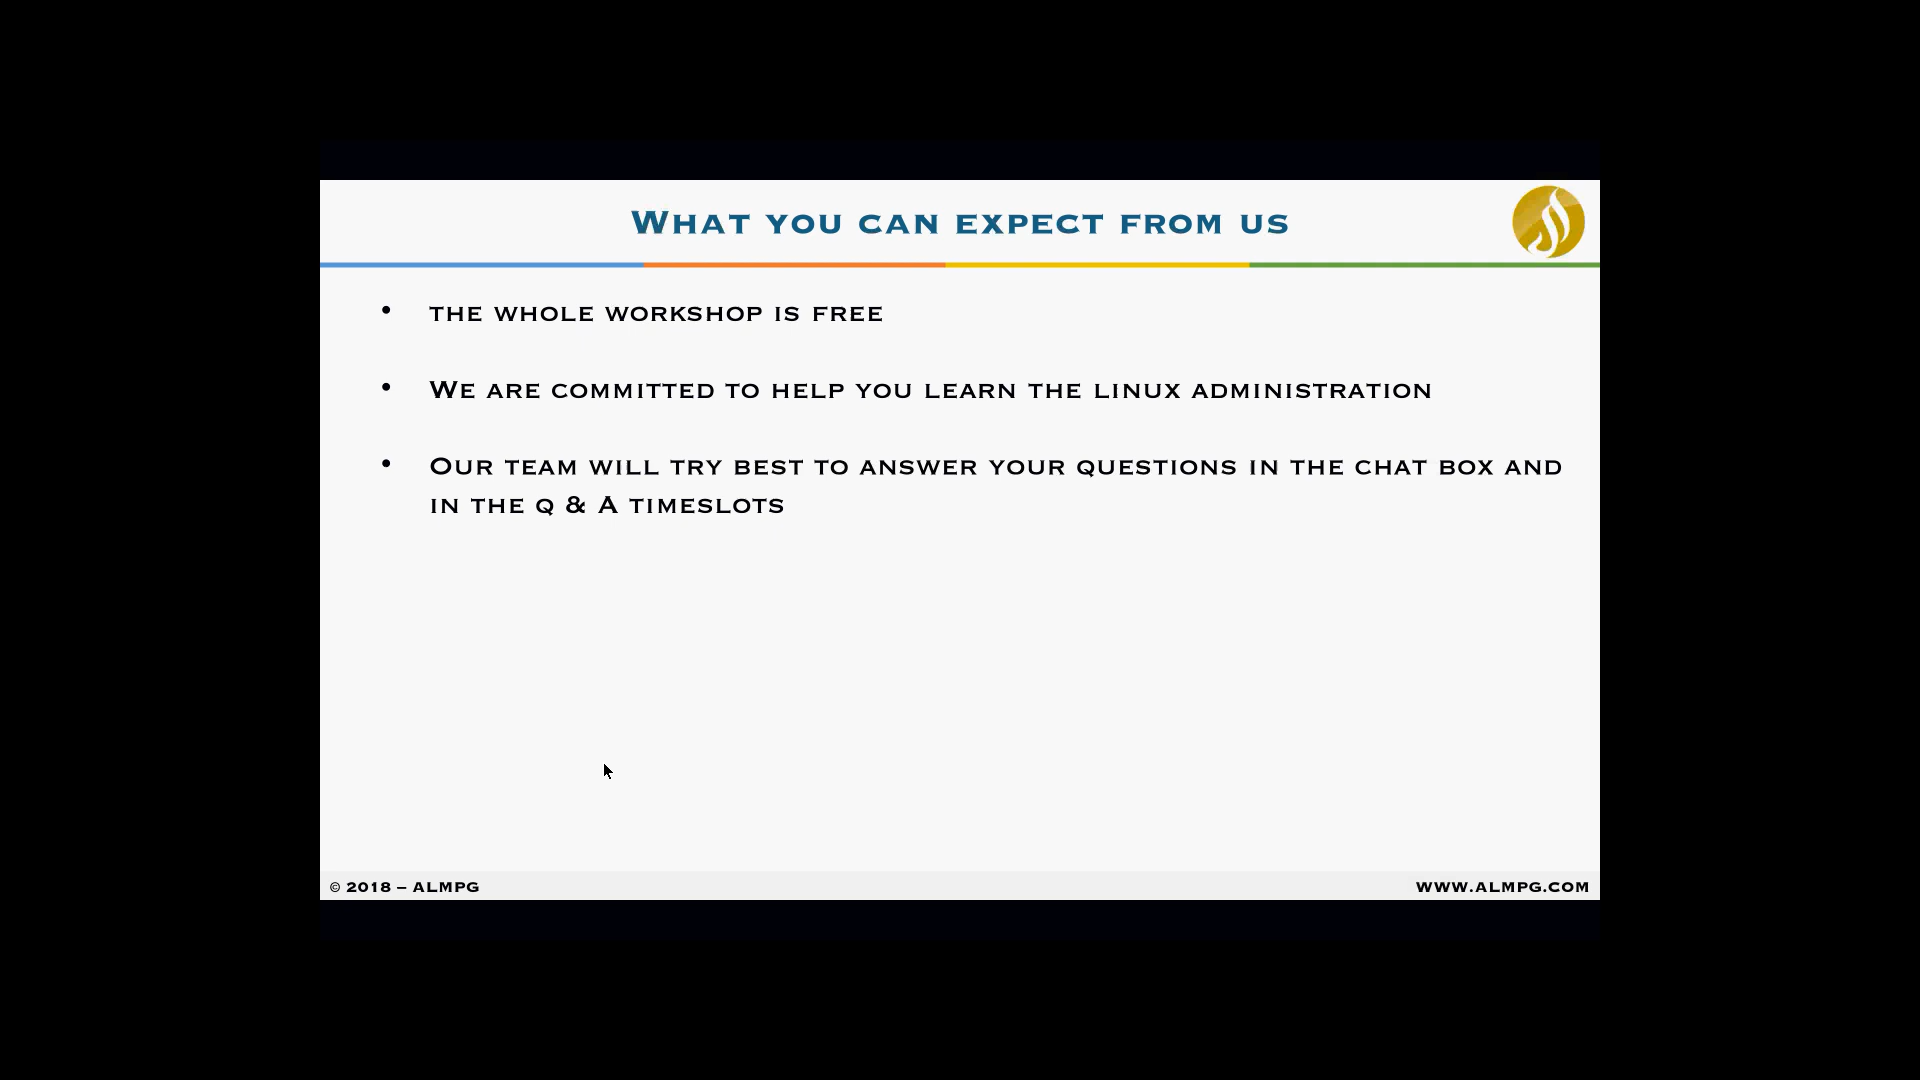 What you can expect from us
• the whole workshop is free
• We are committed to help you learn the linux administration
• Our team will try best to answer your questions in the chat box and
in the Q & A timeslots
© 2018 – ALMPG
www.almpg.com